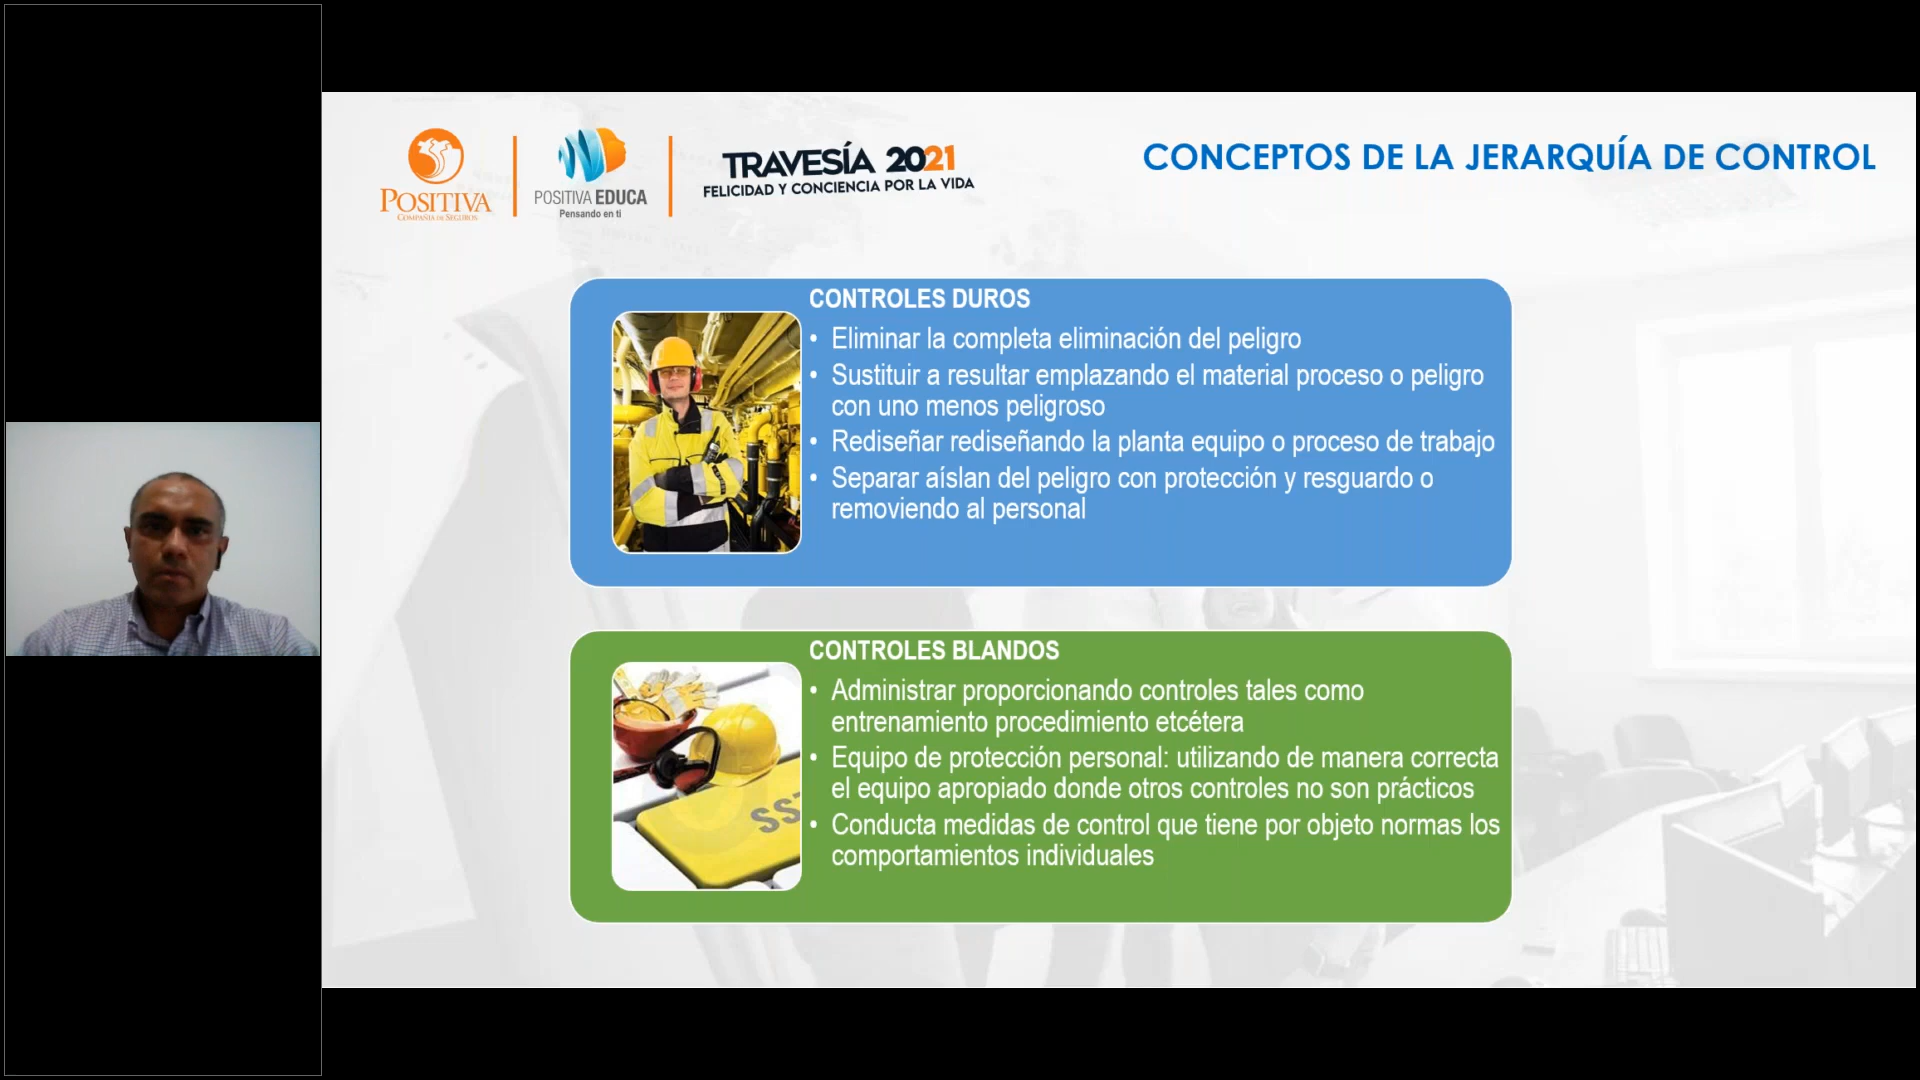 POSITIVA
COMPAÑÍA DE SEGUROS
POSITIVA EDUCA
Pensando en ti
TRAVESÍA 2021
FELICIDAD Y CONCIENCIA POR LA VIDA
CONCEPTOS DE LA JERARQUÍA DE CONTROL
CONTROLES DUROS
• Eliminar la completa eliminación del peligro
• Sustituir a resultar emplazando el material proceso o peligro
con uno menos peligroso
• Rediseñar rediseñando la planta equipo o proceso de trabajo
• Separar aíslan del peligro con protección y resguardo o
removiendo al personal
CONTROLES BLANDOS
• Administrar proporcionando controles tales como
entrenamiento procedimiento etcétera
• Equipo de protección personal: utilizando de manera correcta
el equipo apropiado donde otros controles no son prácticos
• Conducta medidas de control que tiene por objeto normas los
comportamientos individuales
SST